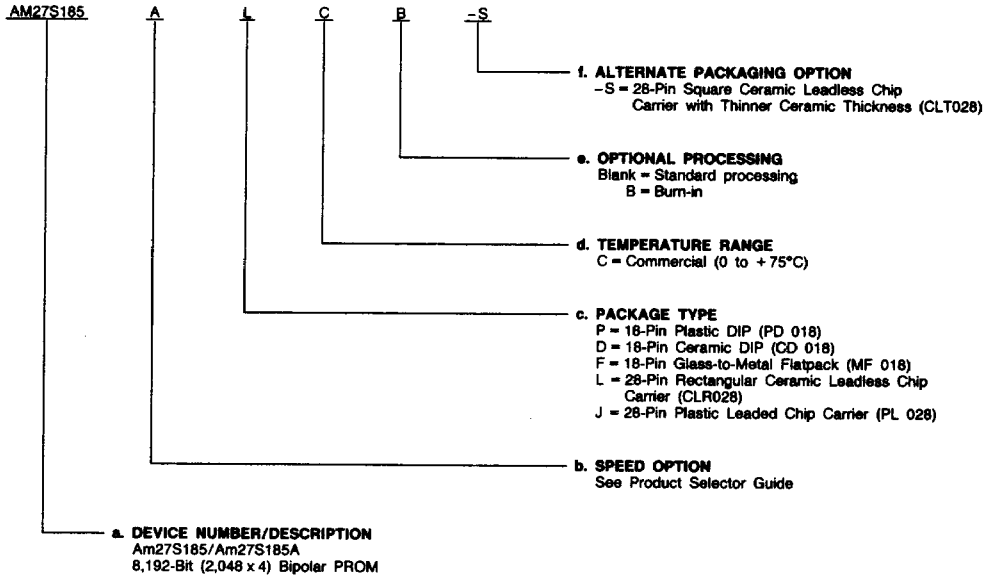 AM27S185 A L C B -S
f. ALTERNATE PACKAGING OPTION
-S = 28-Pin Square Ceramic Leadless Chip
Carrier with Thinner Ceramic Thickness (CLT028)
e. OPTIONAL PROCESSING
Blank = Standard processing
B = Burn-in
d. TEMPERATURE RANGE
C = Commercial (0 to +75°C)
c. PACKAGE TYPE
P = 18-Pin Plastic DIP (PD 018)
D = 18-Pin Ceramic DIP (CD 018)
F = 18-Pin Glass-to-Metal Flatpack (MF 018)
L = 28-Pin Rectangular Ceramic Leadless Chip
Carrier (CLR028)
J = 28-Pin Plastic Leaded Chip Carrier (PL 028)
b. SPEED OPTION
See Product Selector Guide
a. DEVICE NUMBER/DESCRIPTION
Am27S185/Am27S185A
8,192-Bit (2,048 x 4) Bipolar PROM